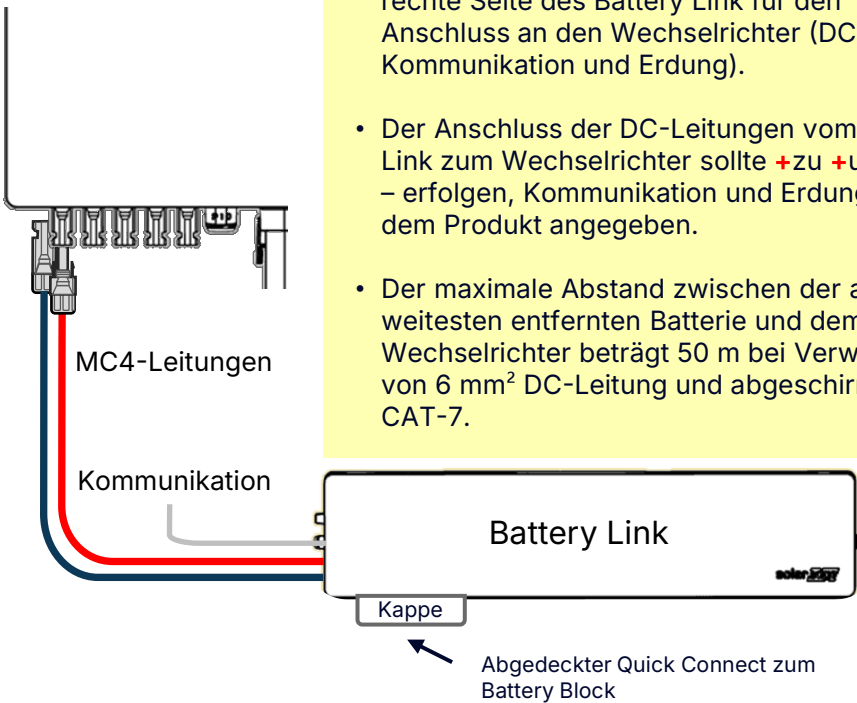 rechte Seite des Battery Link für den
Anschluss an den Wechselrichter (DC
Kommunikation und Erdung).
• Der Anschluss der DC-Leitungen vom
Link zum Wechselrichter sollte +zu +u
– erfolgen, Kommunikation und Erdung
dem Produkt angegeben.
• Der maximale Abstand zwischen der a
weitesten entfernten Batterie und dem
Wechselrichter beträgt 50 m bei Verw
von 6 mm² DC-Leitung und abgeschir
CAT-7.
MC4-Leitungen
Kommunikation
Battery Link
solaredge
Kappe
Abgedeckter Quick Connect zum
Battery Block